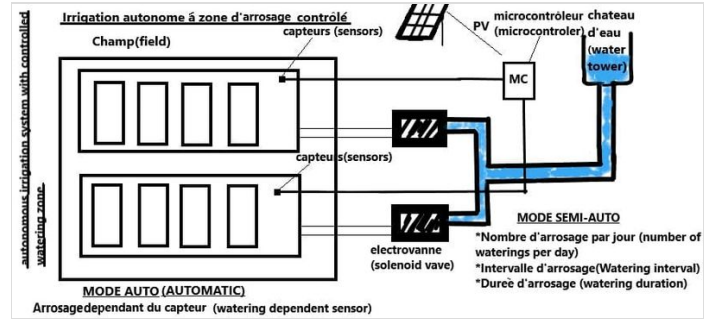 Irrigation autonome á zone d'arrosage contrôlé
Champ(field)
capteurs (sensors)
PV
microcontrôleur
(microcontroler)
chateau
d'eau
(water
tower)
MC
autonomous irrigation system with controlled
watering zone
capteurs(sensors)
electrovanne
(solenoid vave)
MODE SEMI-AUTO
*Nombre d'arrosage par jour (number of
waterings per day)
*Intervalle d'arrosage(Watering interval)
*Dureè d'arrosage (watering duration)
MODE AUTO (AUTOMATIC)
Arrosagedependant du capteur (watering dependent sensor)